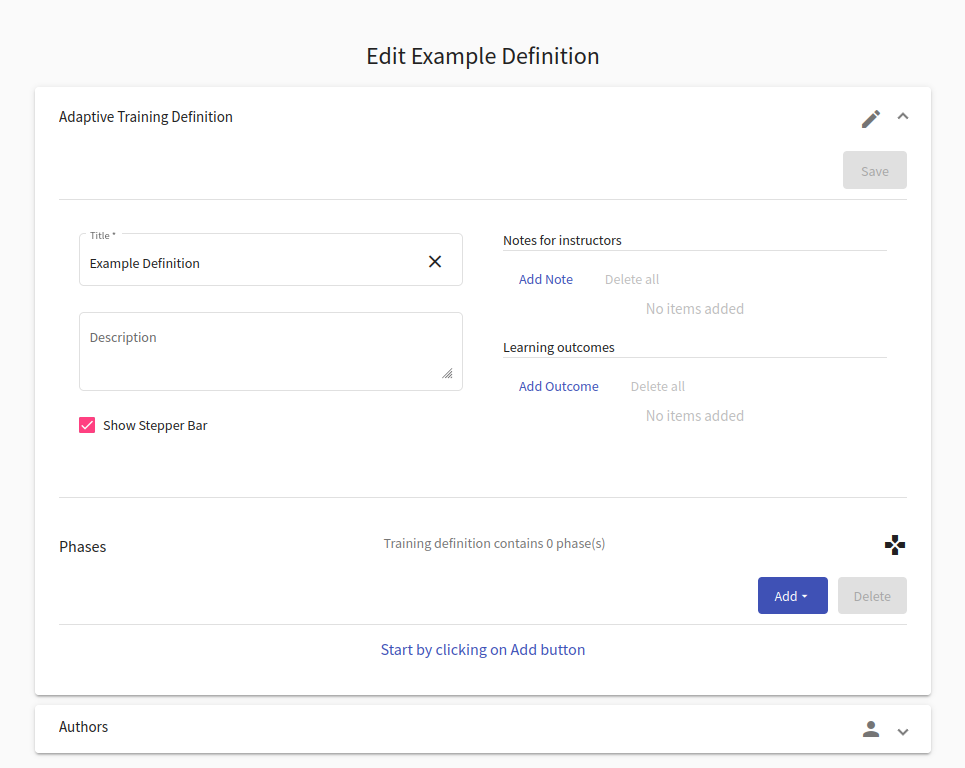 Edit Example Definition
Adaptive Training Definition
Save
Title *
Example Definition
Description
Show Stepper Bar
Notes for instructors
Add Note Delete all
No items added
Learning outcomes
Add Outcome Delete all
No items added
Phases
Training definition contains 0 phase(s)
Add Delete
Start by clicking on Add button
Authors